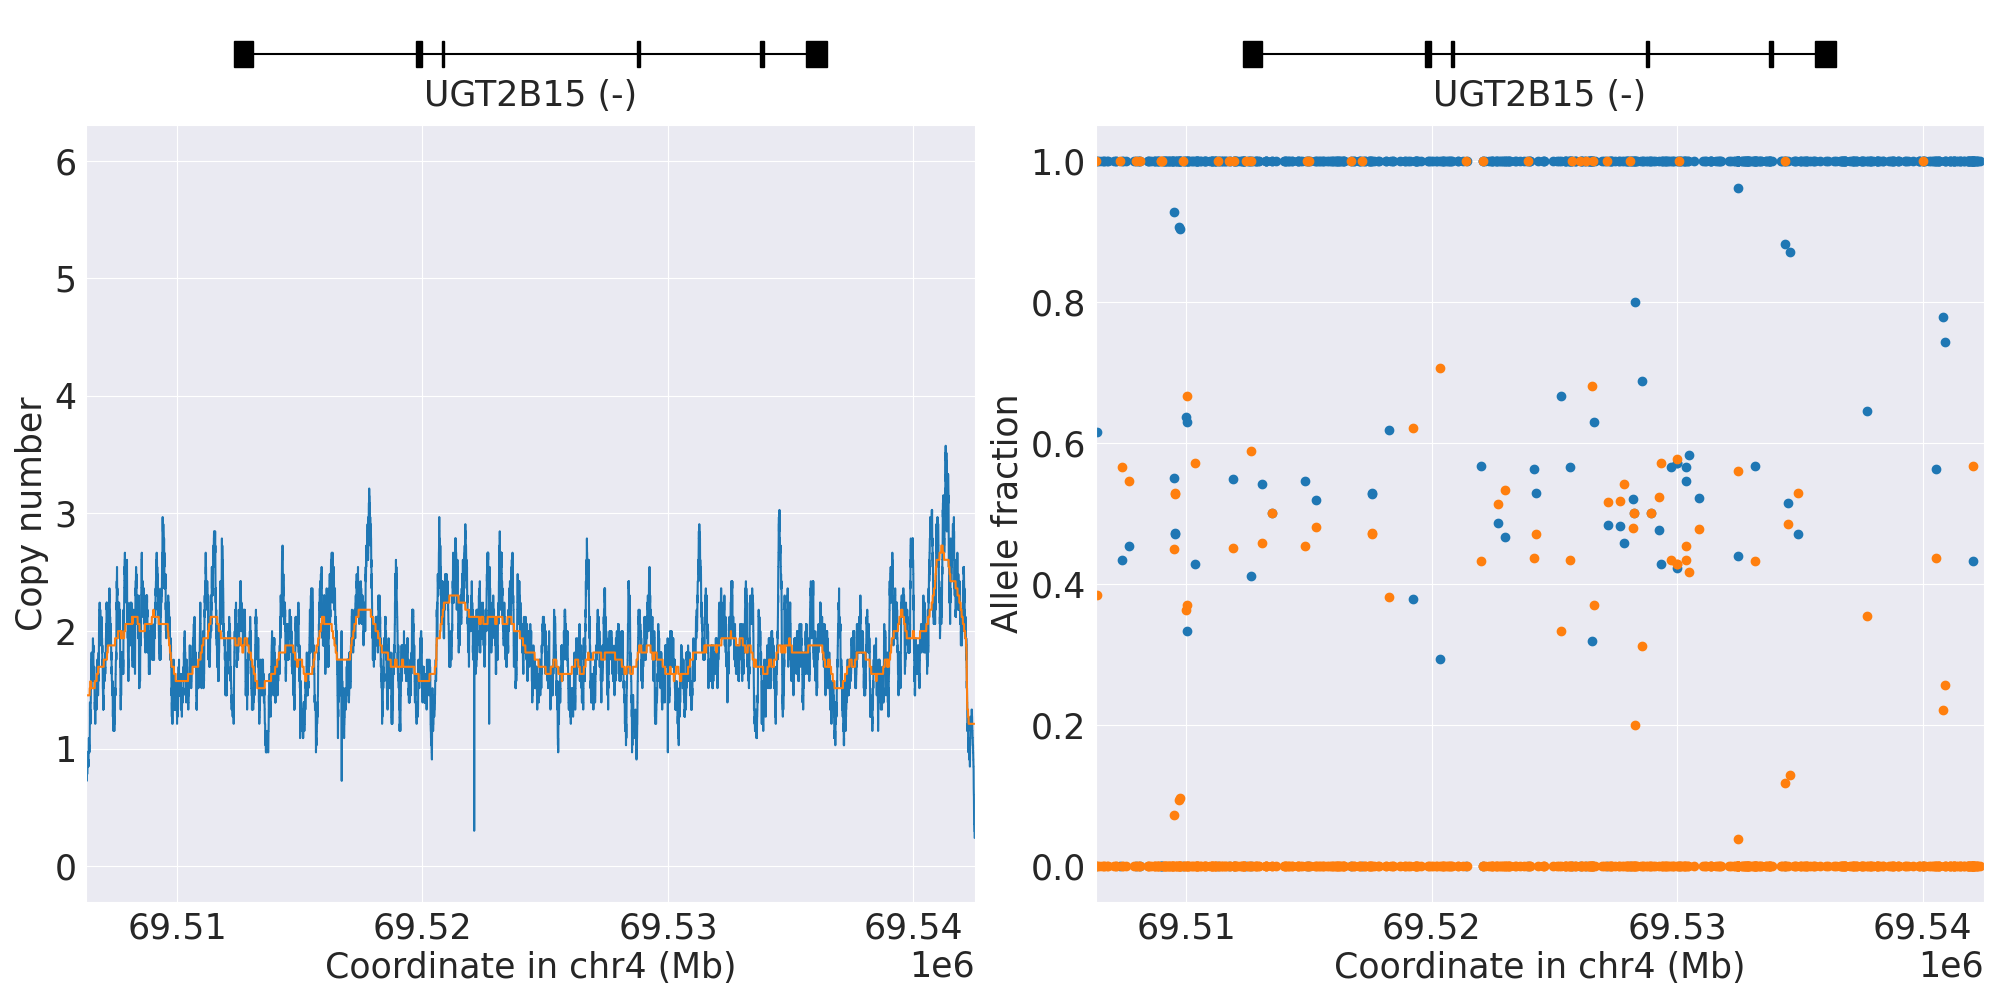 UGT2B15 (-)
6
5
4
3
2
1
0
Copy number
69.51 69.52 69.53 69.54
Coordinate in chr4 (Mb)
1e6
UGT2B15 (-)
1.0
0.8
0.6
0.4
0.2
0.0
Allele fraction
69.51 69.52 69.53 69.54
Coordinate in chr4 (Mb)
1e6